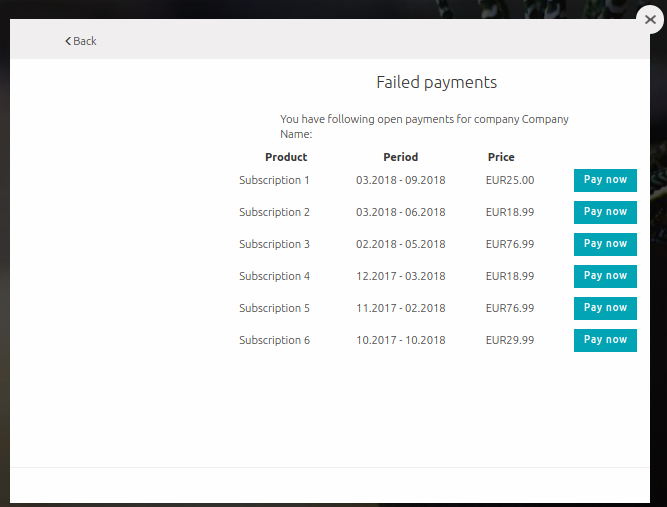 Back
Failed payments
You have following open payments for company Company
Name:
Product Period Price
Subscription 1 03.2018 - 09.2018 EUR25.00 Pay now
Subscription 2 03.2018 - 06.2018 EUR18.99 Pay now
Subscription 3 02.2018 - 05.2018 EUR76.99 Pay now
Subscription 4 12.2017 - 03.2018 EUR18.99 Pay now
Subscription 5 11.2017 - 02.2018 EUR76.99 Pay now
Subscription 6 10.2017 - 10.2018 EUR29.99 Pay now